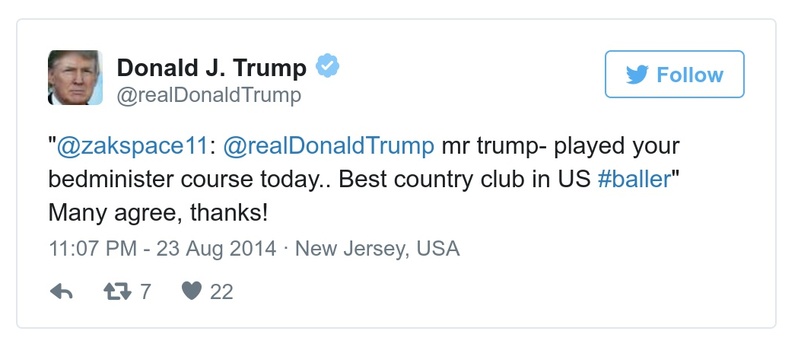 Donald J. Trump
@realDonaldTrump
Follow
"@zakspace11: @realDonaldTrump mr trump- played your
bedminister course today.. Best country club in US #baller"
Many agree, thanks!
11:07 PM - 23 Aug 2014 · New Jersey, USA
7
22